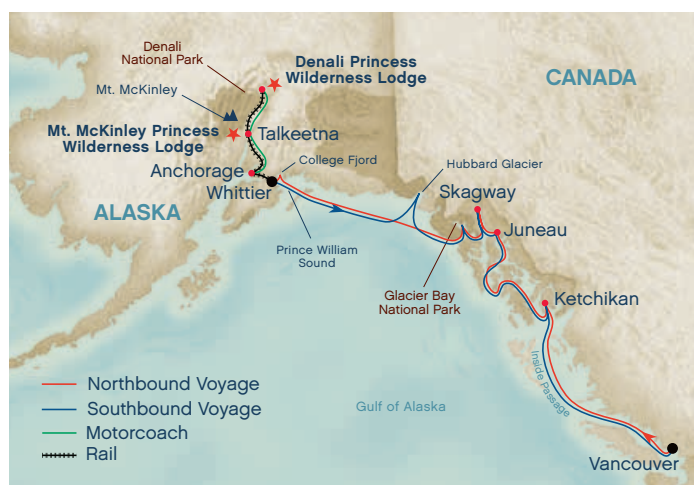 Denali
National Park
Denali Princess
Wilderness Lodge
CANADA
Mt. McKinley
Mt. McKinley Princess
Wilderness Lodge
Talkeetna
College Fjord
Hubbard Glacier
Anchorage
Whittier
Skagway
ALASKA
Juneau
Prince William
Sound
Glacier Bay
National Park
Ketchikan
Inside Passage
Northbound Voyage
Southbound Voyage
Motorcoach
Rail
Gulf of Alaska
Vancouver